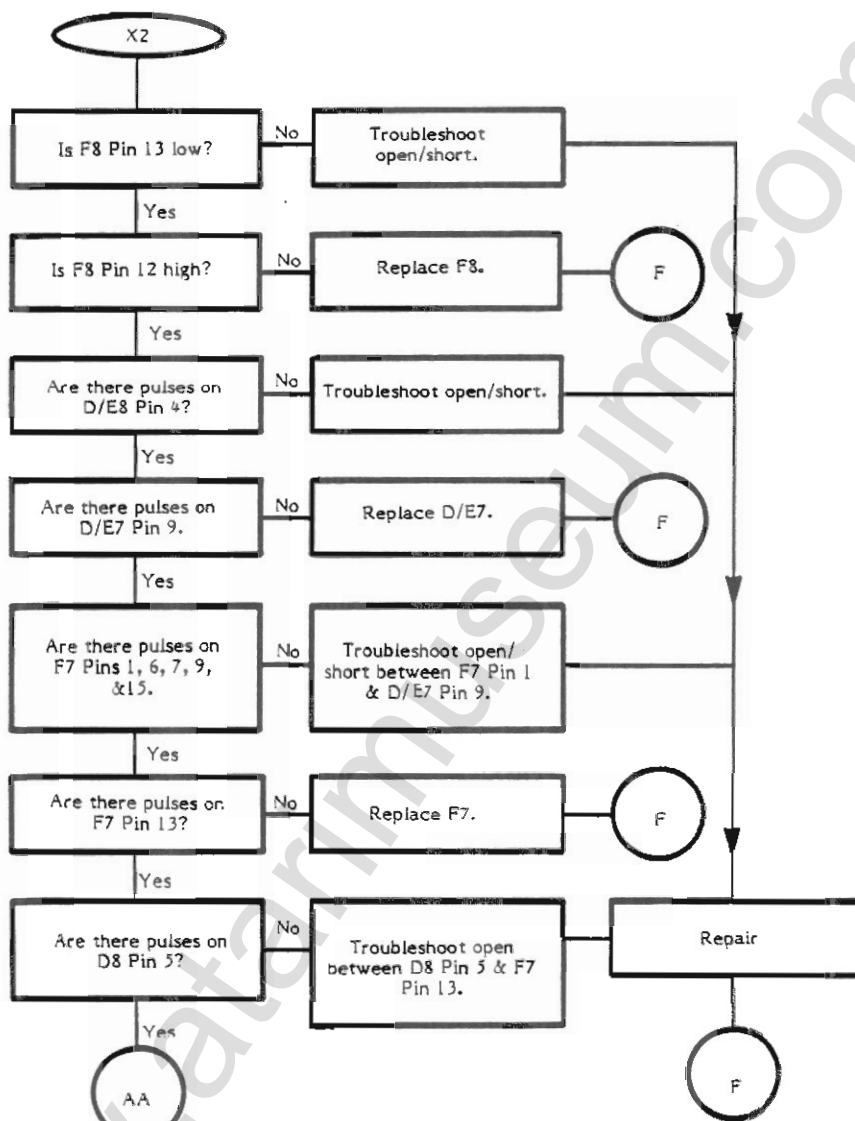 X2
Is F8 Pin 13 low?
No
Troubleshoot
open/short.
Yes
Is F8 Pin 12 high?
No
Replace F8.
F
Yes
Are there pulses on
D/E8 Pin 4?
No
Troubleshoot open/short.
Yes
Are there pulses on
D/E7 Pin 9.
No
Replace D/E7.
F
Yes
Are there pulses on
F7 Pins 1, 6, 7, 9,
&15.
No
Troubleshoot open/
short between F7 Pin 1
& D/E7 Pin 9.
Yes
Are there pulses on
F7 Pin 13?
No
Replace F7.
F
Yes
Are there pulses on
D8 Pin 5?
No
Troubleshoot open
between D8 Pin 5 & F7
Pin 13.
Repair
Yes
AA
F
atarimuseum.com